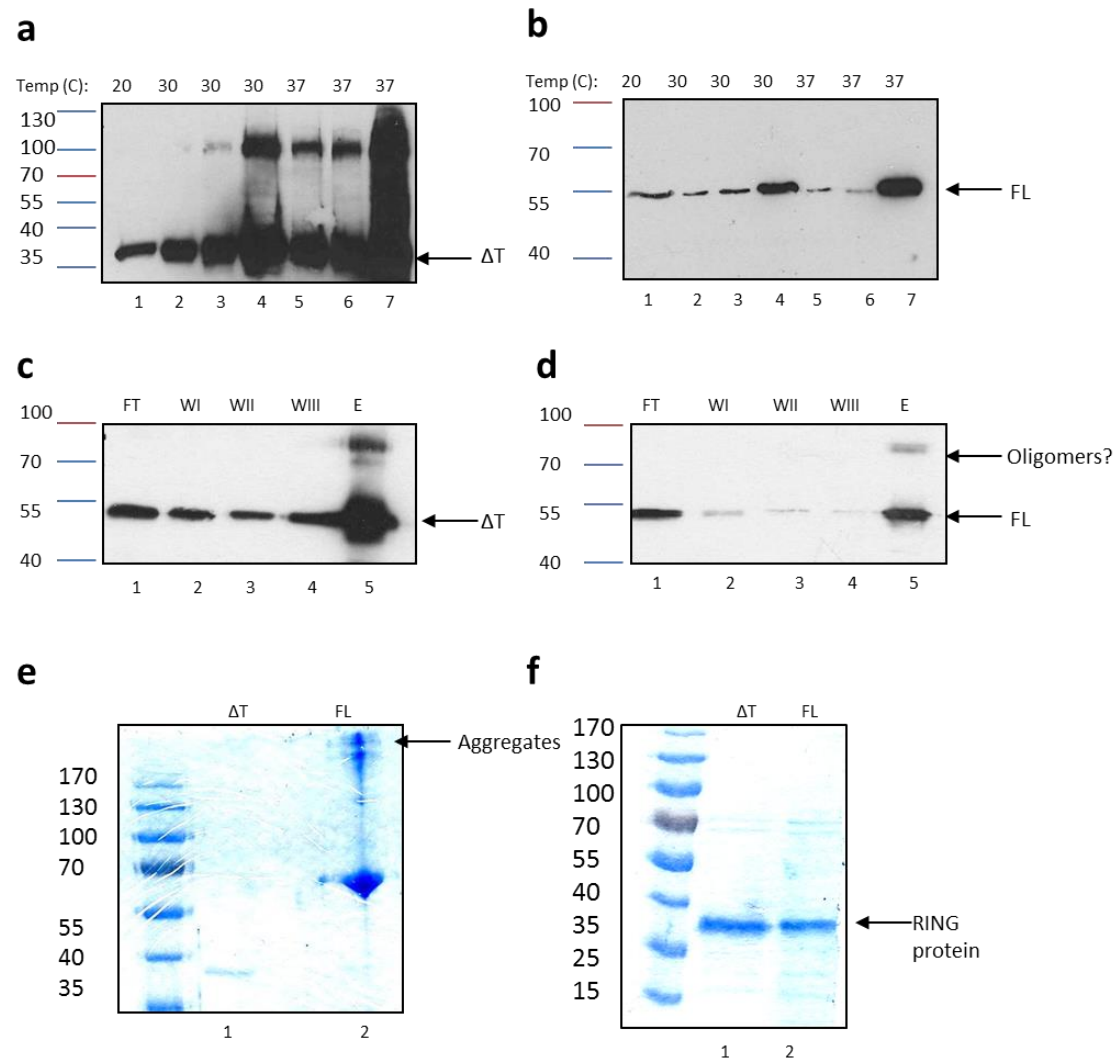 a
Temp (C): 20 30 30 30 37 37 37
130
100
70
55
40
35
ΔT
1 2 3 4 5 6 7
b
Temp (C): 20 30 30 30 37 37 37
100
70
55
40
FL
1 2 3 4 5 6 7
c
FT WI WII WIII E
100
70
55
40
ΔT
1 2 3 4 5
d
FT WI WII WIII E
100
70
55
40
Oligomers?
FL
1 2 3 4 5
e
ΔT FL
170
130
100
70
55
40
35
Aggregates
1 2
f
ΔT FL
170
130
100
70
55
40
35
25
15
RING
protein
1 2